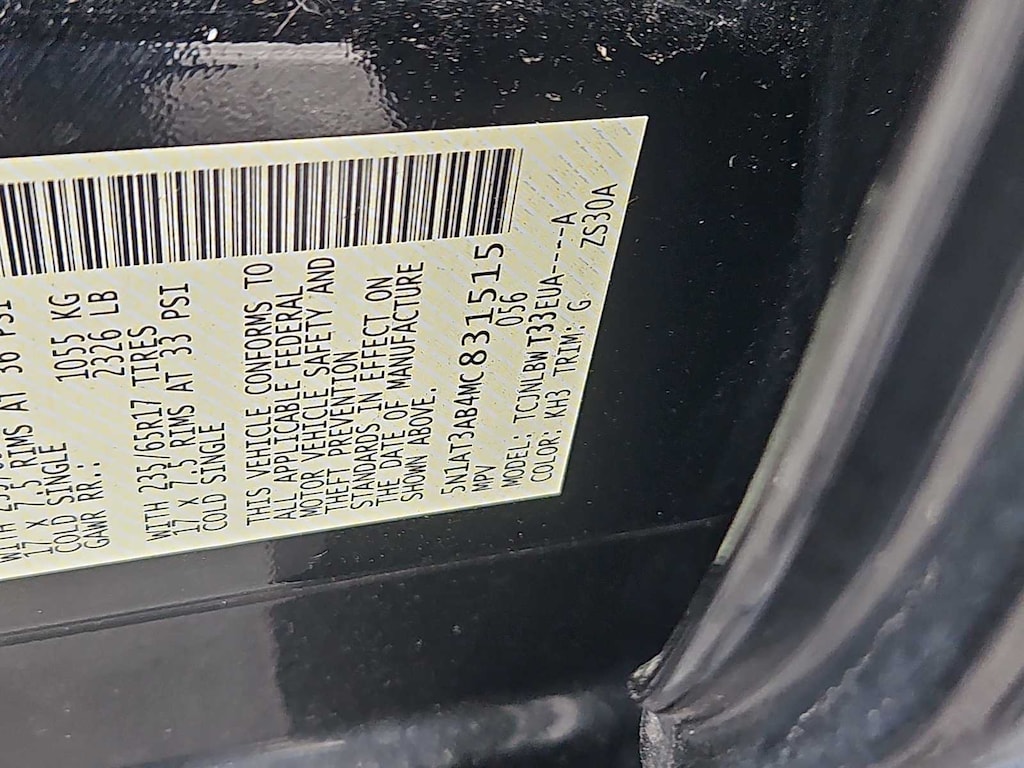 17 X 7.5 RIMS AT 36 PSI
COLD SINGLE 1055 KG
GAWR RR.: 2326 LB
WITH 235/65R17 TIRES
17 X 7.5 RIMS AT 33 PSI
COLD SINGLE
THIS VEHICLE CONFORMS TO
ALL APPLICABLE FEDERAL
MOTOR VEHICLE SAFETY AND
THEFT PREVENTION
STANDARDS IN EFFECT ON
THE DATE OF MANUFACTURE
SHOWN ABOVE.
5N1AT3AB4MC831515
MPV 056
MODEL: TCJNLBWT33EUA-----A
COLOR: KH3 TRIM: G ZS30A